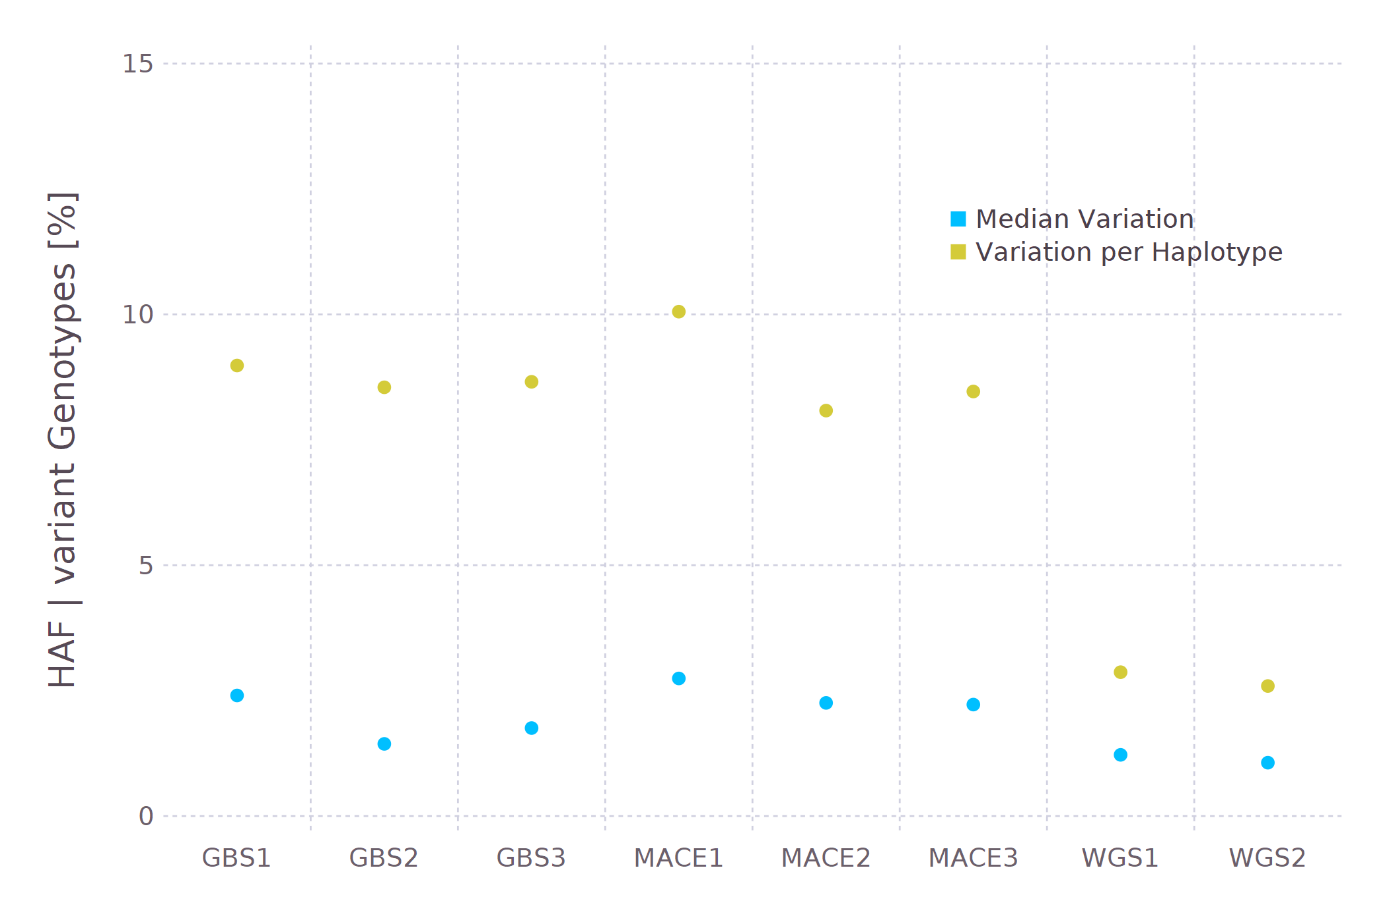 HAF | variant Genotypes [%]
15
10
5
0
Median Variation
Variation per Haplotype
GBS1 GBS2 GBS3 MACE1 MACE2 MACE3 WGS1 WGS2